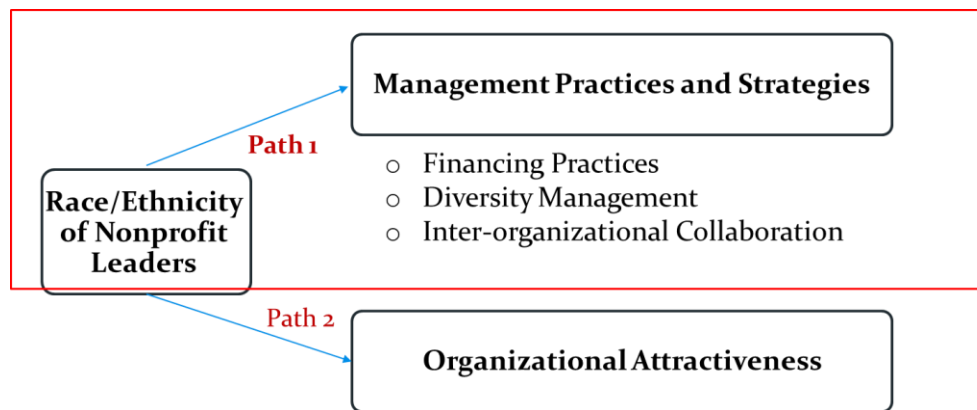 Management Practices and Strategies
Path 1
o Financing Practices
o Diversity Management
o Inter-organizational Collaboration
Race/Ethnicity
of Nonprofit
Leaders
Path 2
Organizational Attractiveness